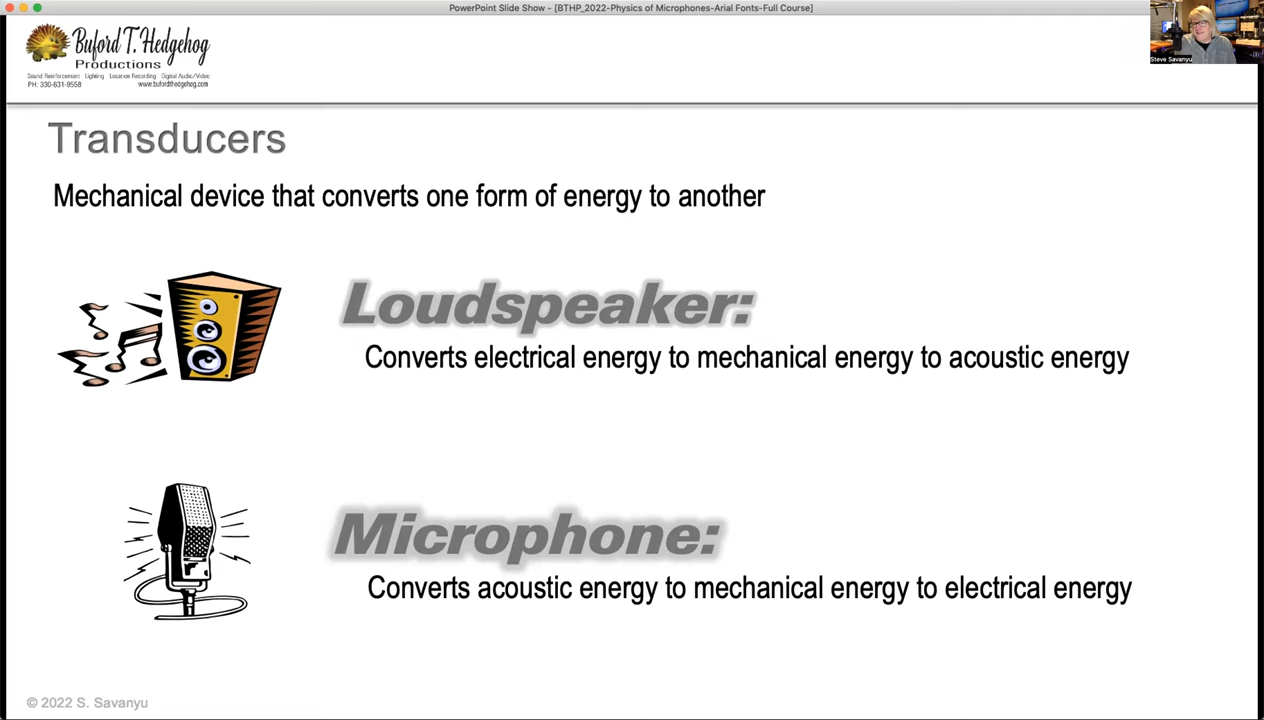 PowerPoint Slide Show - [BTHP_2022-Physics of Microphones-Arial Fonts-Full Course]
Buford T. Hedgehog
Productions
Sound Reinforcement Lighting Location Recording Digital Audio/Video
PH: 330-631-9558 www.bufordthedgehog.com
Steve Savanyu
Transducers
Mechanical device that converts one form of energy to another
Loudspeaker:
Converts electrical energy to mechanical energy to acoustic energy
Microphone:
Converts acoustic energy to mechanical energy to electrical energy
© 2022 S. Savanyu